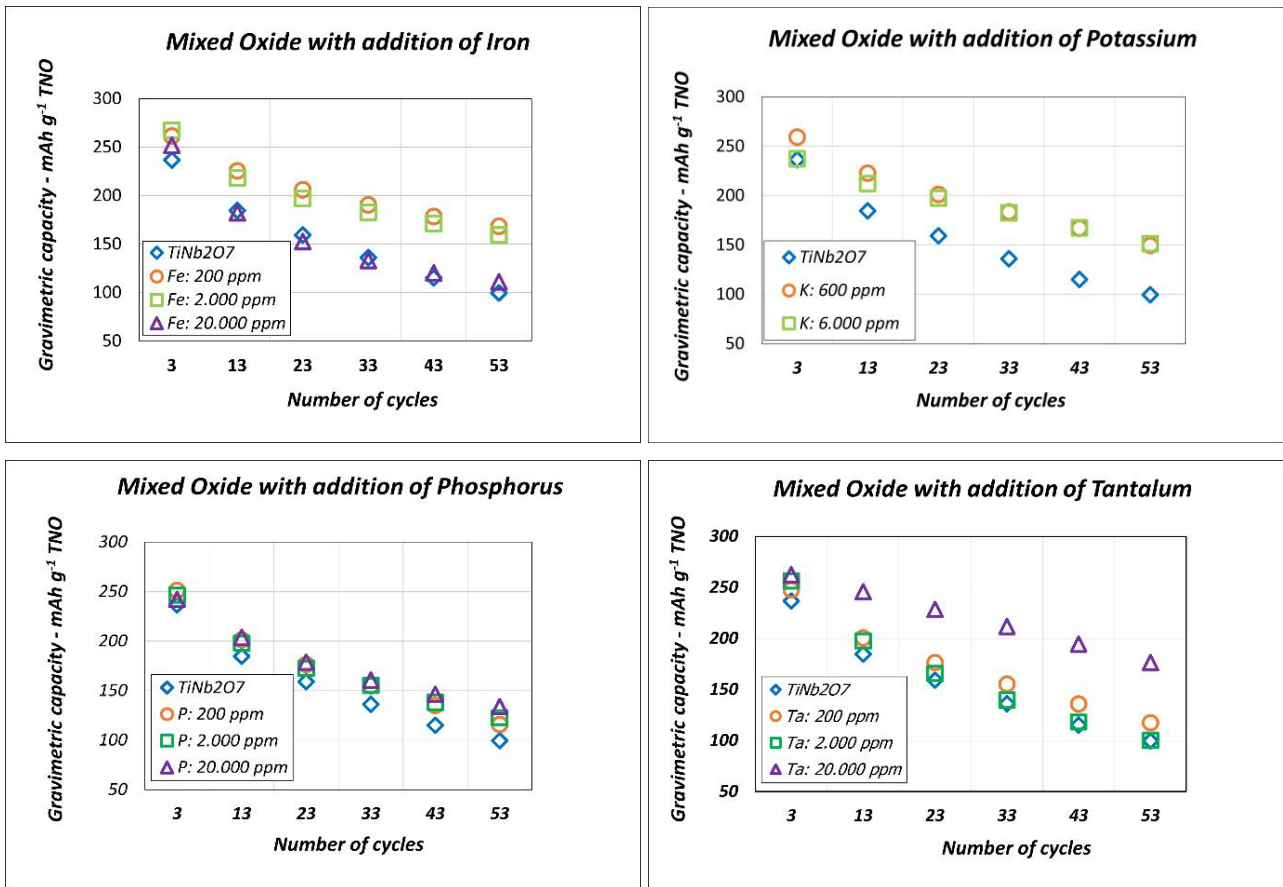 Mixed Oxide with addition of Iron
Gravimetric capacity - mAh g⁻¹ TNO
300
250
200
150
100
50
TiNb2O7
Fe: 200 ppm
Fe: 2.000 ppm
Fe: 20.000 ppm
3 13 23 33 43 53
Number of cycles
Mixed Oxide with addition of Potassium
Gravimetric capacity - mAh g⁻¹ TNO
300
250
200
150
100
50
TiNb2O7
K: 600 ppm
K: 6.000 ppm
3 13 23 33 43 53
Number of cycles
Mixed Oxide with addition of Phosphorus
Gravimetric capacity - mAh g⁻¹ TNO
300
250
200
150
100
50
TiNb2O7
P: 200 ppm
P: 2.000 ppm
P: 20.000 ppm
3 13 23 33 43 53
Number of cycles
Mixed Oxide with addition of Tantalum
Gravimetric capacity - mAh g⁻¹ TNO
300
250
200
150
100
50
TiNb2O7
Ta: 200 ppm
Ta: 2.000 ppm
Ta: 20.000 ppm
3 13 23 33 43 53
Number of cycles